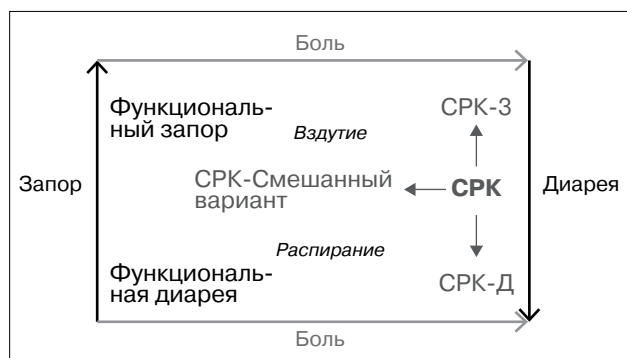 Боль
Функциональ-
ный запор
СРК-З
Вздутие
Запор
СРК-Смешанный
вариант
СРК
Диарея
Распирание
Функциональ-
ная диарея
СРК-Д
Боль